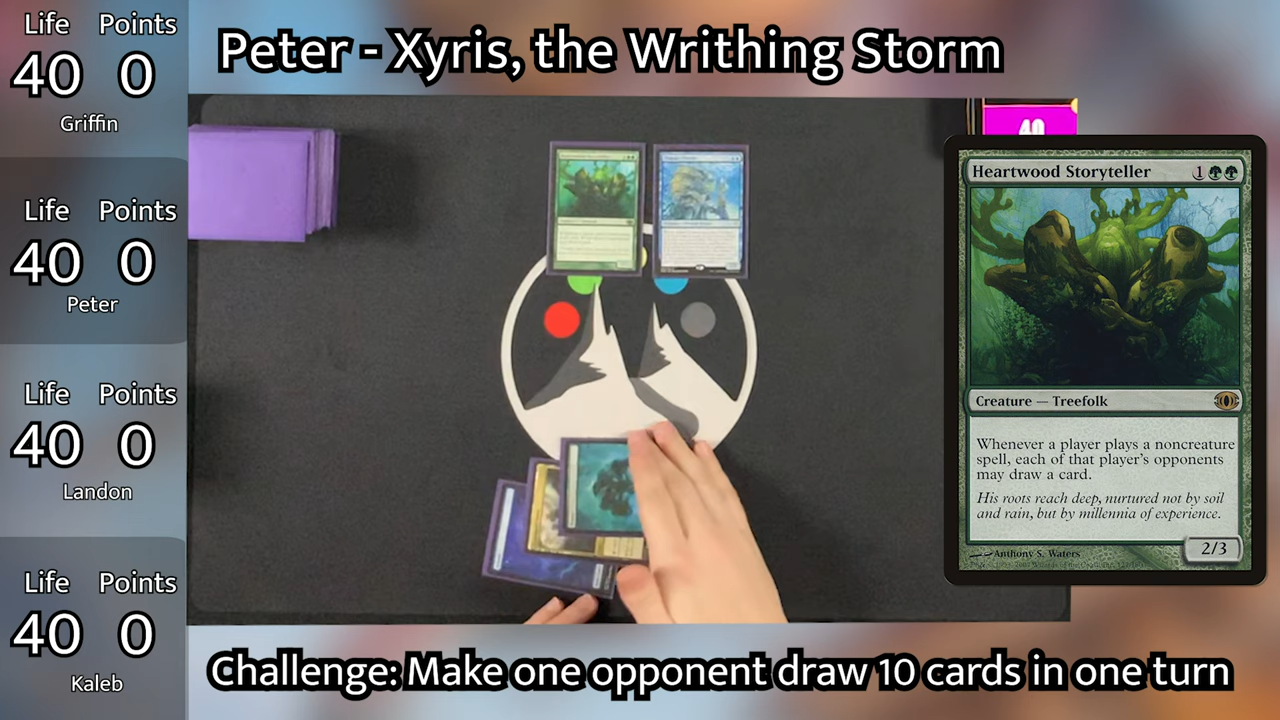 Life Points
40 0
Griffin
Life Points
40 0
Peter
Life Points
40 0
Landon
Life Points
40 0
Kaleb
Peter - Xyris, the Writhing Storm
40
Heartwood Storyteller 1
Creature — Treefolk
Whenever a player plays a noncreature
spell, each of that player's opponents
may draw a card.
His roots reach deep, nurtured not by soil
and rain, but by millennia of experience.
Anthony S. Waters
2/3
Challenge: Make one opponent draw 10 cards in one turn